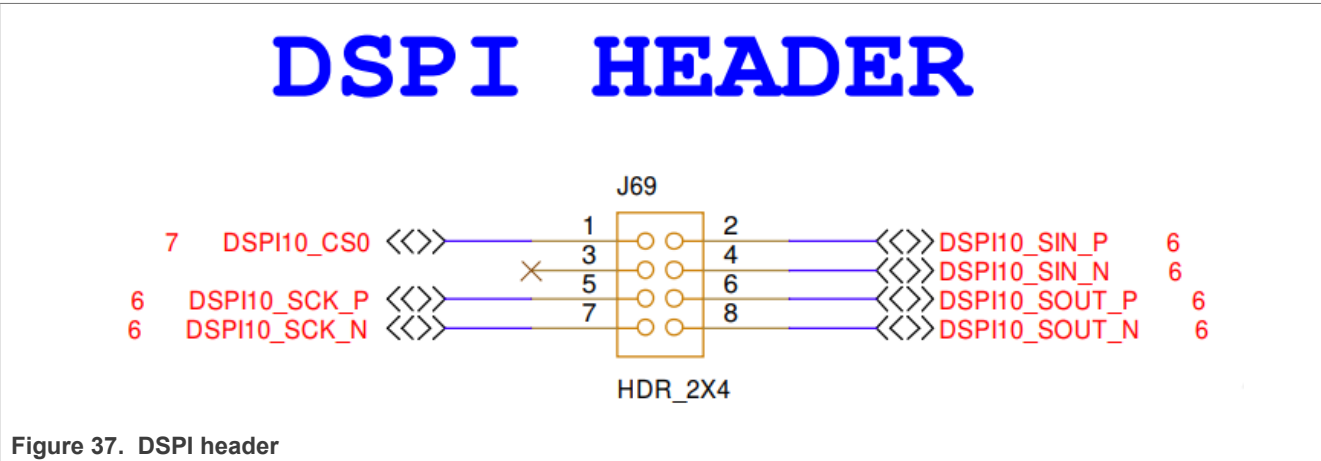 DSPI HEADER
J69
1 2
7 DSPI10_CS0 DSPI10_SIN_P 6
3 4
DSPI10_SIN_N 6
5 6
6 DSPI10_SCK_P DSPI10_SOUT_P 6
7 8
6 DSPI10_SCK_N DSPI10_SOUT_N 6
HDR_2X4
Figure 37. DSPI header